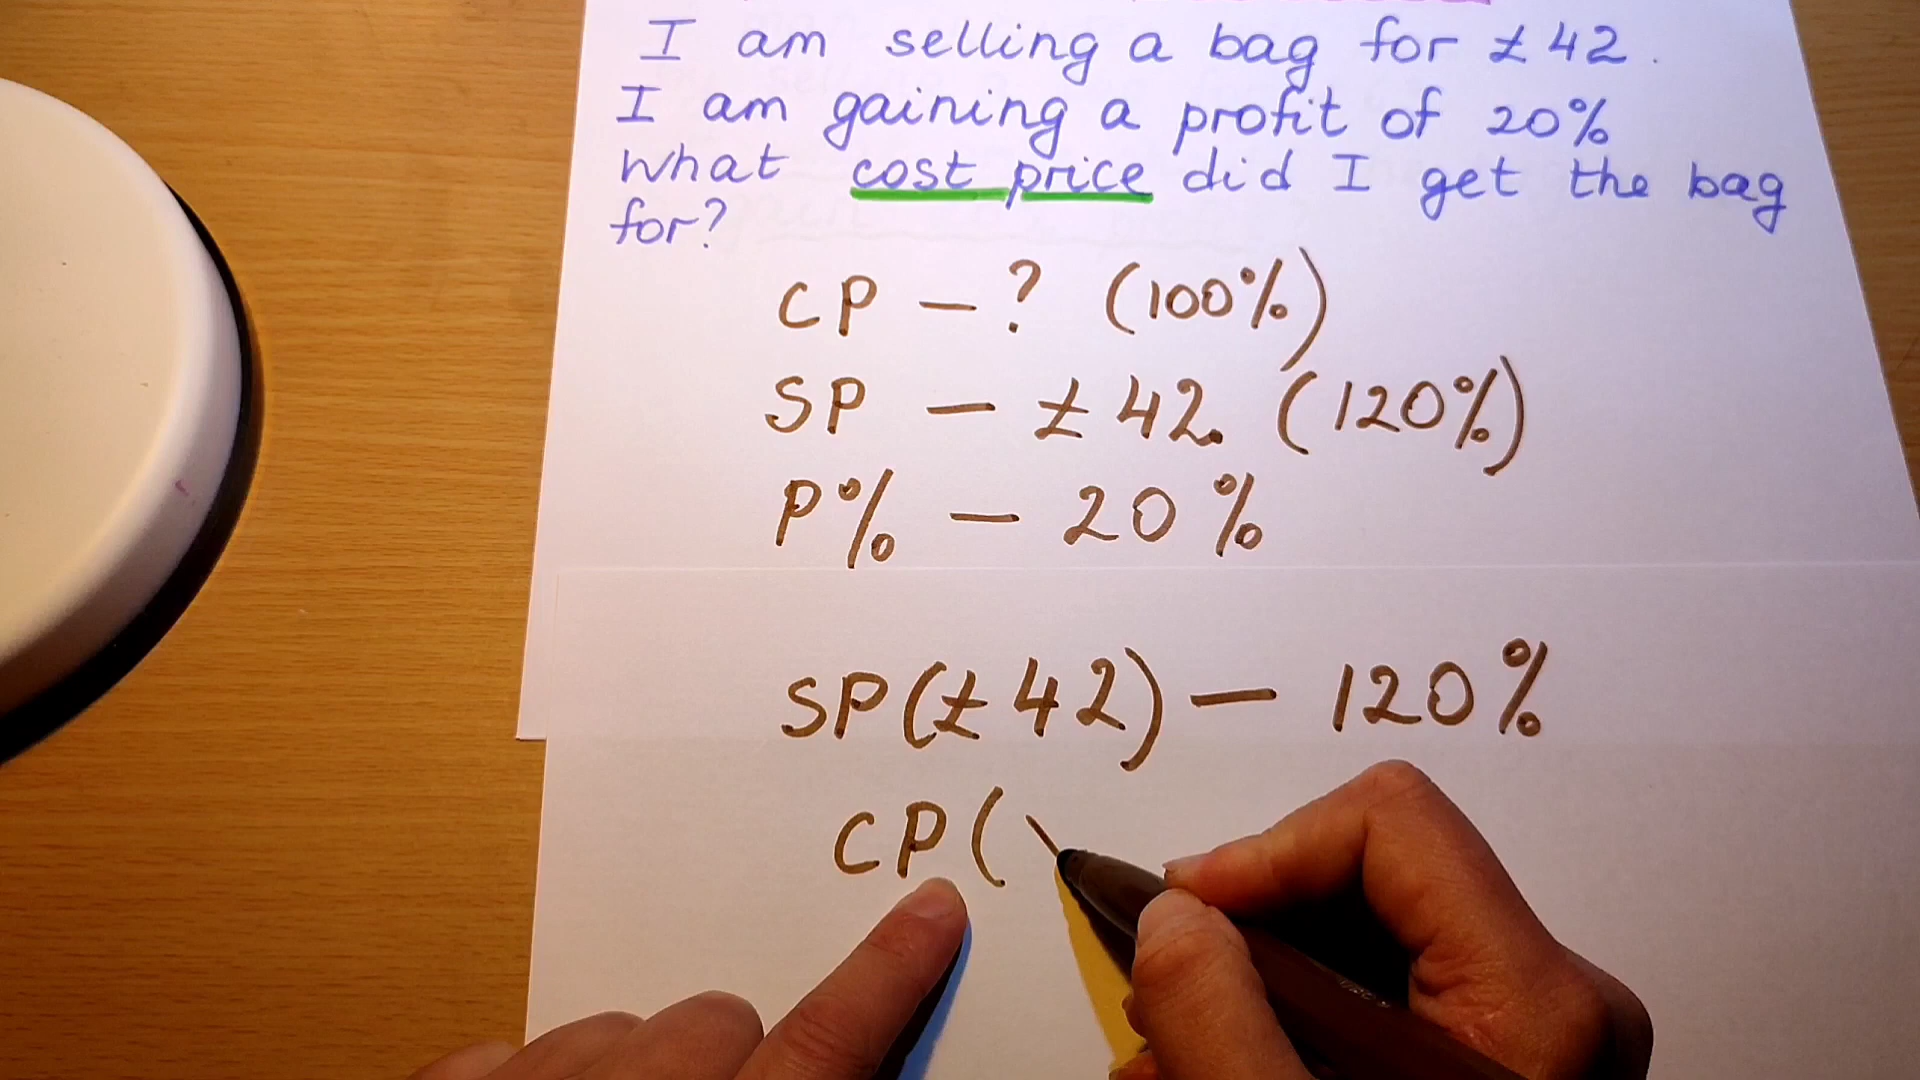 I am selling a bag for £42.
I am gaining a profit of 20%
What cost price did I get the bag
for?
CP - ? (100%)
SP - £42. (120%)
P% - 20%
SP(£42) - 120%
CP(